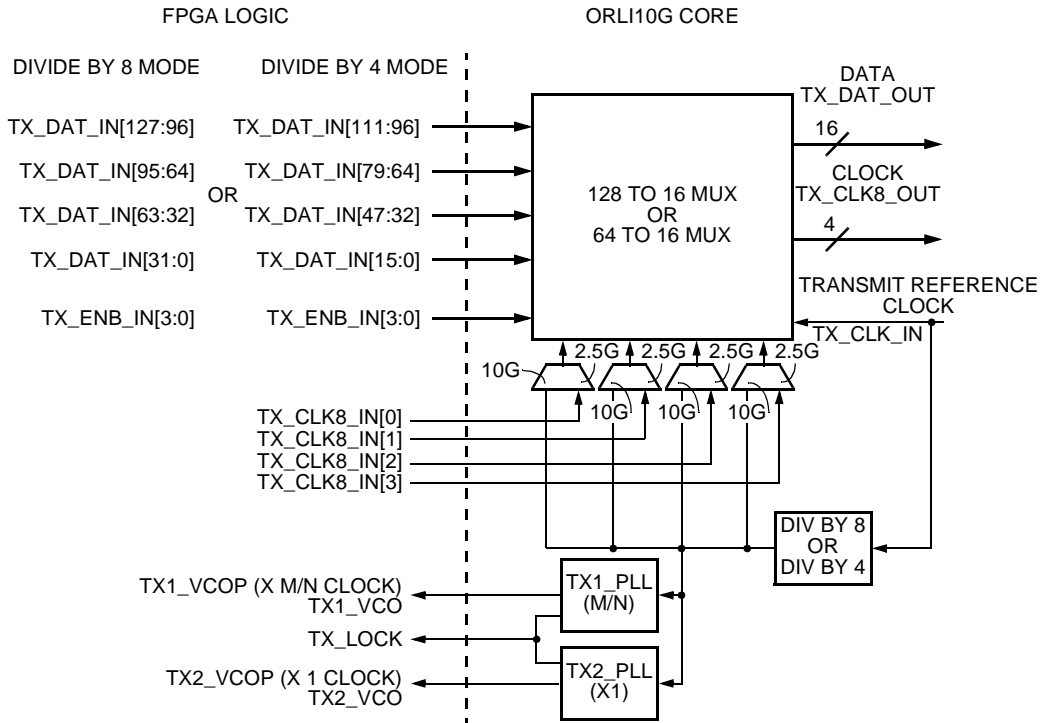 FPGA LOGIC
ORLI10G CORE
DIVIDE BY 8 MODE
DIVIDE BY 4 MODE
DATA
TX_DAT_OUT
TX_DAT_IN[127:96]
TX_DAT_IN[111:96]
16
TX_DAT_IN[95:64]
TX_DAT_IN[79:64]
CLOCK
TX_CLK8_OUT
OR
128 TO 16 MUX
OR
64 TO 16 MUX
TX_DAT_IN[63:32]
TX_DAT_IN[47:32]
4
TX_DAT_IN[31:0]
TX_DAT_IN[15:0]
TRANSMIT REFERENCE
CLOCK
TX_ENB_IN[3:0]
TX_ENB_IN[3:0]
TX_CLK_IN
2.5G
2.5G
2.5G
2.5G
10G
10G
10G
10G
TX_CLK8_IN[0]
TX_CLK8_IN[1]
TX_CLK8_IN[2]
TX_CLK8_IN[3]
DIV BY 8
OR
DIV BY 4
TX1_VCOP (X M/N CLOCK)
TX1_VCO
TX1_PLL
(M/N)
TX_LOCK
TX2_VCOP (X 1 CLOCK)
TX2_VCO
TX2_PLL
(X1)